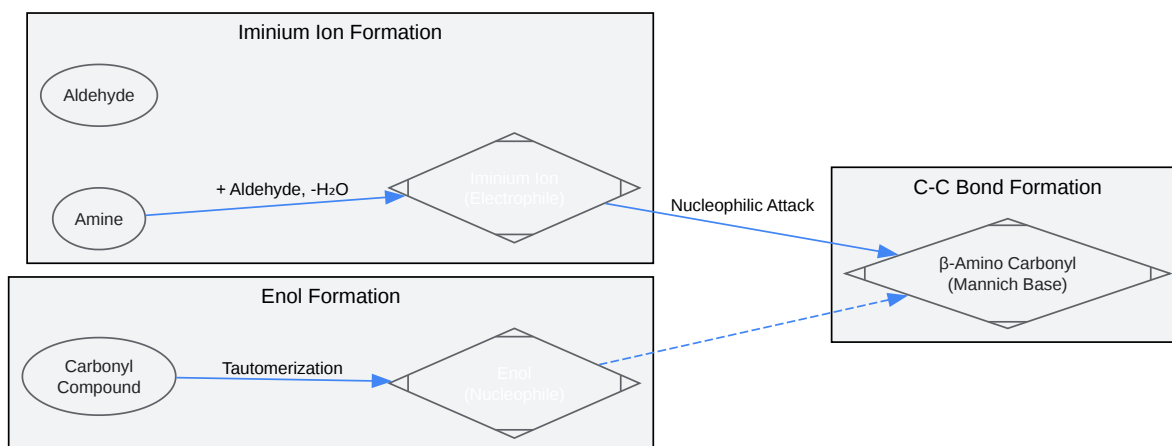 Iminium Ion Formation
Aldehyde
Amine
+ Aldehyde, -H₂O
Iminium Ion
(Electrophile)
Nucleophilic Attack
C-C Bond Formation
β-Amino Carbonyl
(Mannich Base)
Enol Formation
Carbonyl
Compound
Tautomerization
Enol
(Nucleophile)